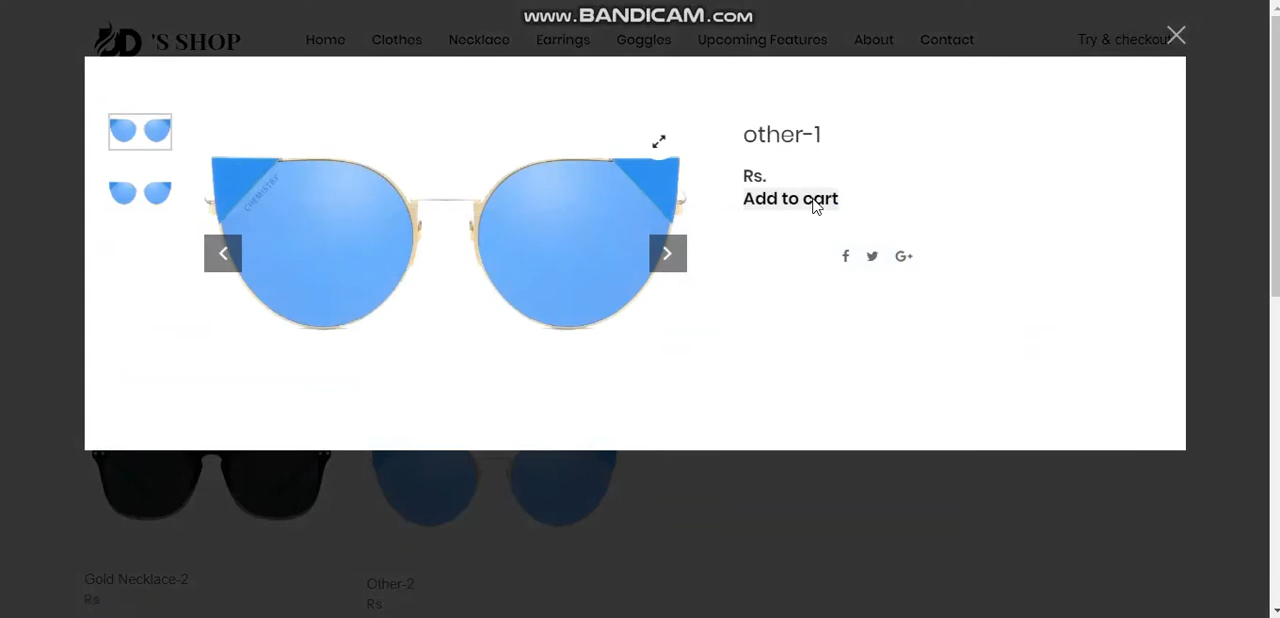 www.BANDICAM.com
D 'S SHOP
Home Clothes Necklace Earrings Goggles Upcoming Features About Contact Try & checkout
CHEMISTRY
other-1
Rs.
Add to cart
f G+
Gold Necklace-2
Rs
Other-2
Rs